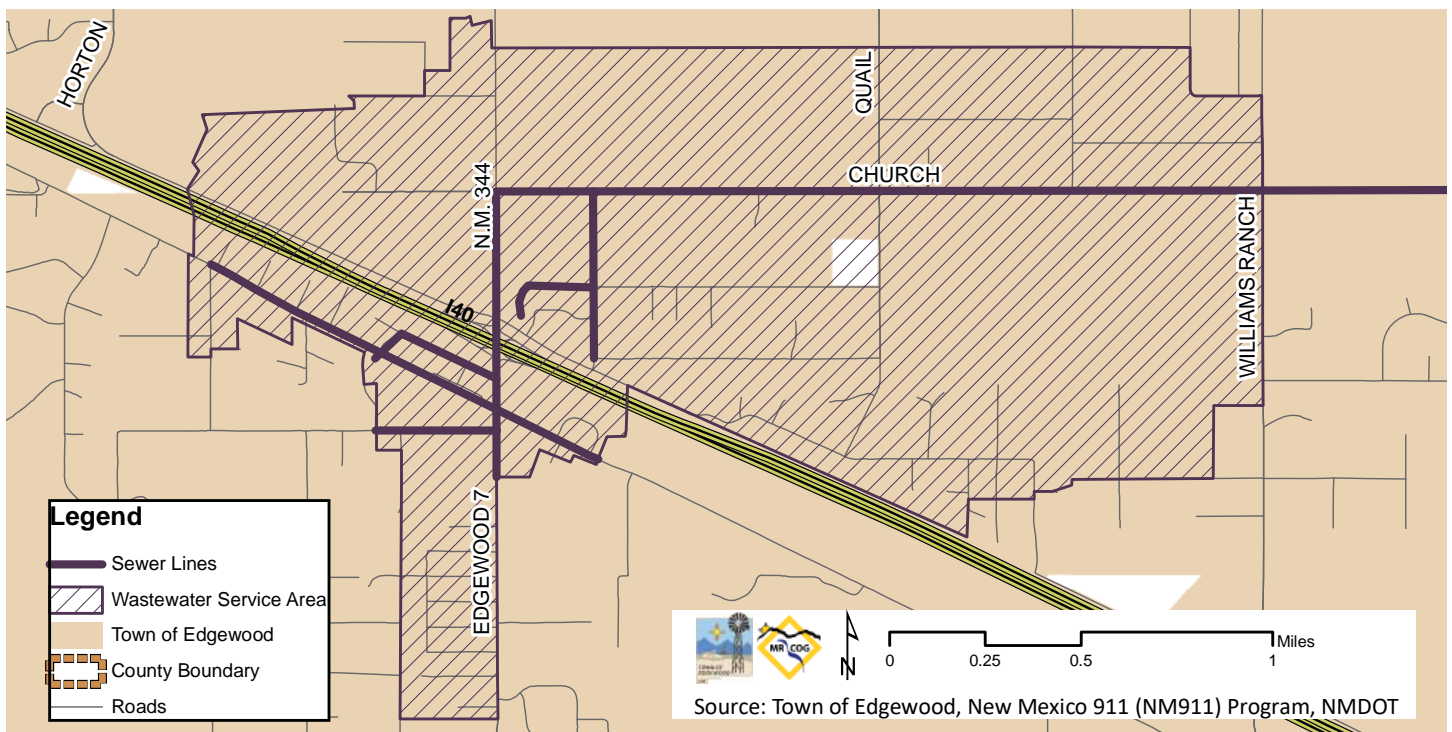 HORTON
QUAIL
CHURCH
N.M. 344
WILLIAMS RANCH
I40
EDGEWOOD 7
Legend
Sewer Lines
Wastewater Service Area
Town of Edgewood
County Boundary
Roads
MR COG
N
0 0.25 0.5 1 Miles
Source: Town of Edgewood, New Mexico 911 (NM911) Program, NMDOT